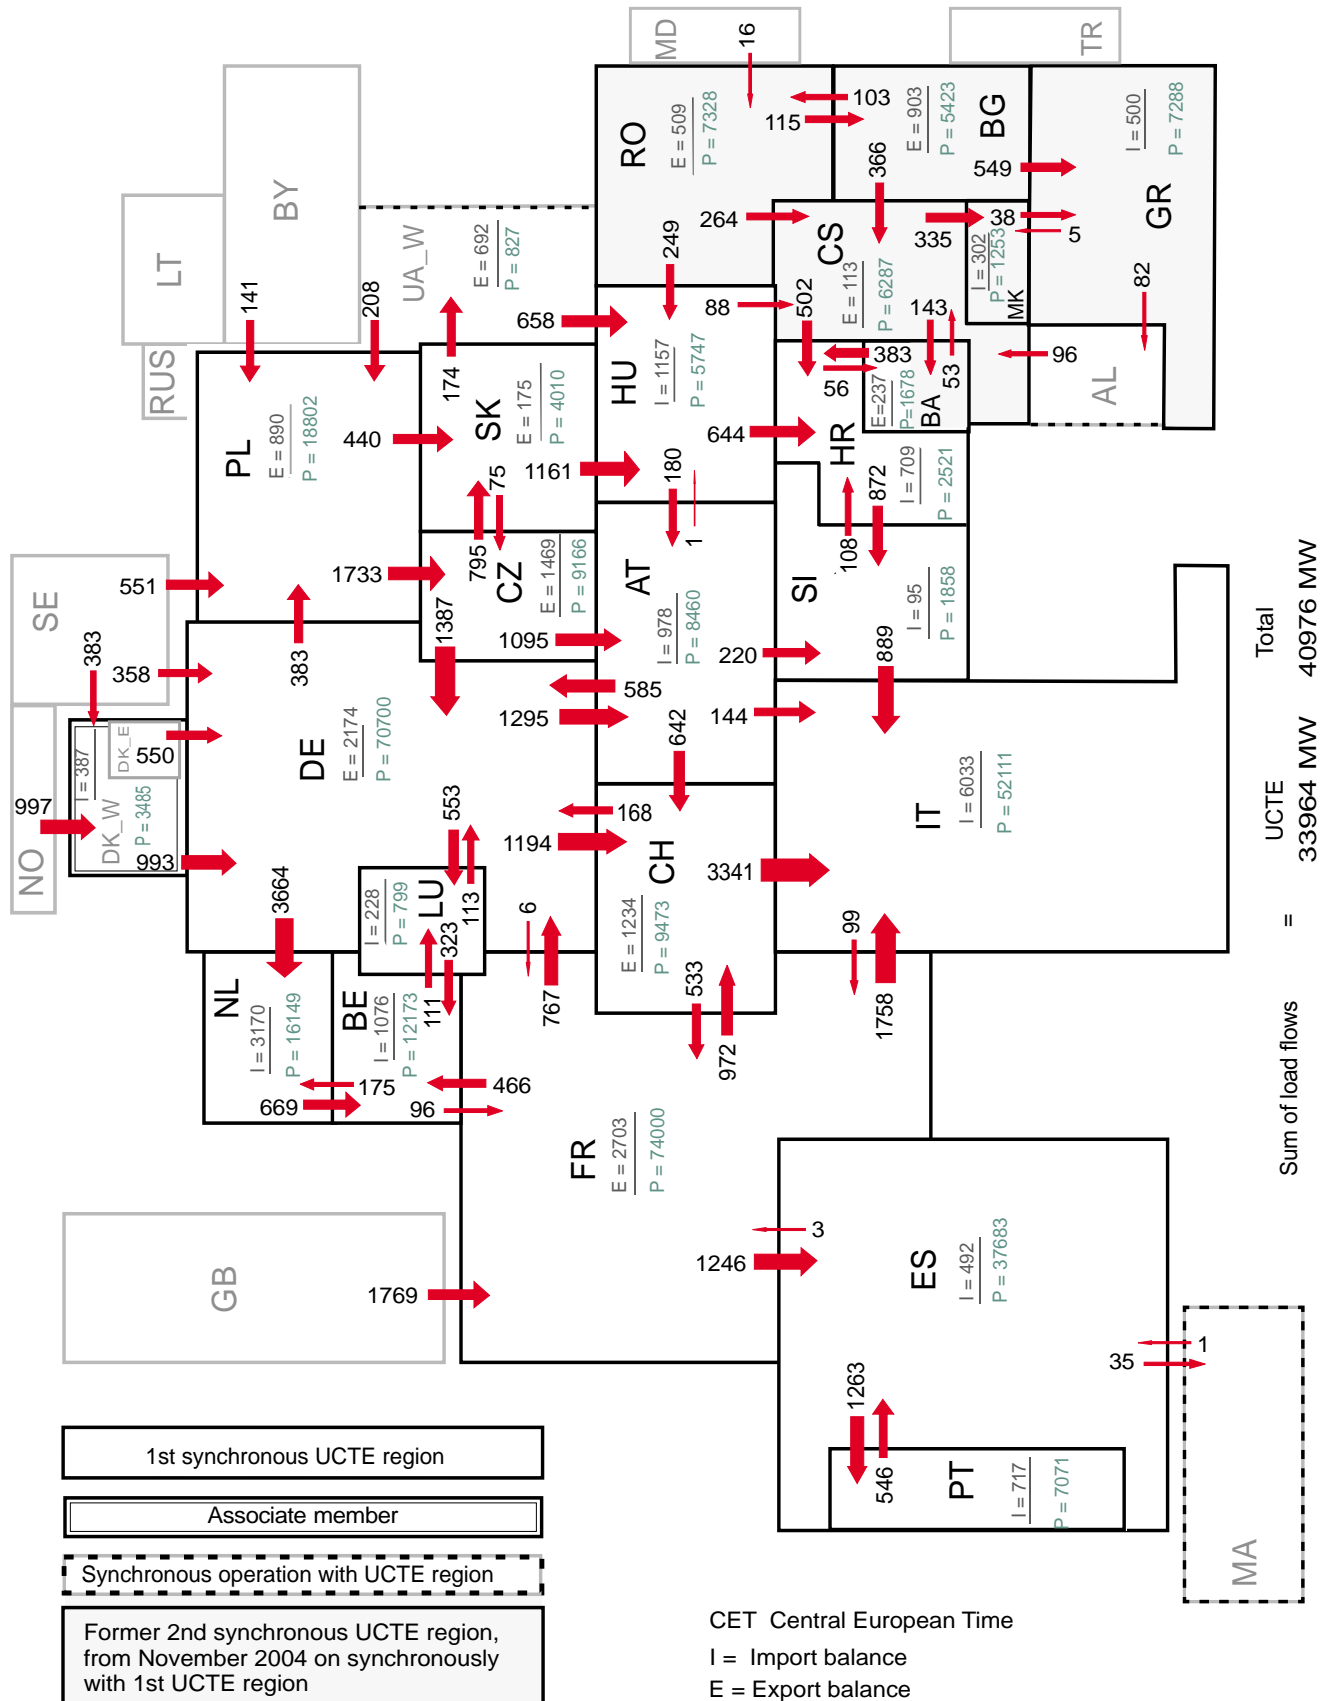 MD
16
TR
RO
E = 509
P = 7328
103
115
E = 903
P = 5423
BG
I = 500
P = 7288
GR
BY
LT
RUS
141
208
UA_W
E = 692
P = 827
366
549
264
249
CS
E = 113
P = 6287
335
38
5
I = 302
P = 1253
MK
82
174
658
88
502
143
383
56
53
E=237
P=1678
BA
96
AL
PL
E = 890
P = 18802
440
SK
E = 175
P = 4010
HU
I = 1157
P = 5747
644
HR
I = 709
P = 2521
1161
75
795
180
1
872
108
SE
551
383
358
1733
383
1387
CZ
E = 1469
P = 9166
1095
AT
I = 978
P = 8460
220
SI
I = 95
P = 1858
889
NO
997
I = 387
DK_W
P = 3485
DK_E
550
993
DE
E = 2174
P = 70700
585
1295
642
144
553
113
168
1194
CH
E = 1234
P = 9473
3341
IT
I = 6033
P = 52111
3664
I = 228
P = 799
LU
323
111
6
767
533
972
99
1758
NL
I = 3170
P = 16149
BE
I = 1076
P = 12173
175
669
466
96
FR
E = 2703
P = 74000
GB
1769
3
1246
ES
I = 492
P = 37683
1
35
1263
546
PT
I = 717
P = 7071
MA
Total
UCTE
Sum of load flows = 33964 MW 40976 MW
1st synchronous UCTE region
Associate member
Synchronous operation with UCTE region
Former 2nd synchronous UCTE region,
from November 2004 on synchronously
with 1st UCTE region
CET Central European Time
I = Import balance
E = Export balance